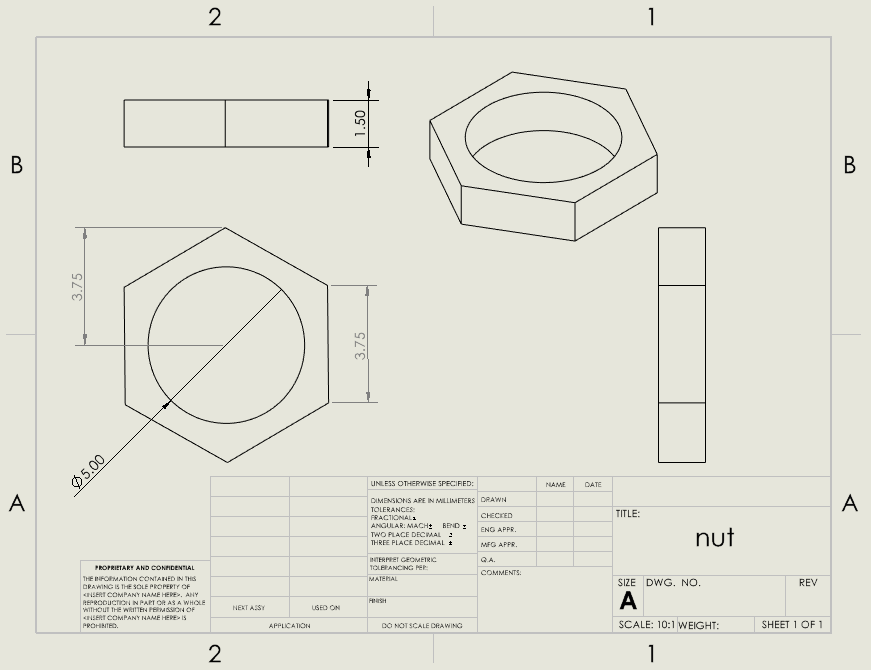 2
1
B
B
A
A
2
1
1.50
3.75
3.75
Ø5.00
UNLESS OTHERWISE SPECIFIED:
DIMENSIONS ARE IN MILLIMETERS
TOLERANCES:
FRACTIONAL±
ANGULAR: MACH± BEND ±
TWO PLACE DECIMAL ±
THREE PLACE DECIMAL ±
INTERPRET GEOMETRIC
TOLERANCING PER:
MATERIAL
FINISH
DO NOT SCALE DRAWING
NAME DATE
DRAWN
CHECKED
ENG APPR.
MFG APPR.
Q.A.
COMMENTS:
PROPRIETARY AND CONFIDENTIAL
THE INFORMATION CONTAINED IN THIS
DRAWING IS THE SOLE PROPERTY OF
<INSERT COMPANY NAME HERE>. ANY
REPRODUCTION IN PART OR AS A WHOLE
WITHOUT THE WRITTEN PERMISSION OF
<INSERT COMPANY NAME HERE> IS
PROHIBITED.
NEXT ASSY USED ON
APPLICATION
TITLE:
nut
SIZE DWG. NO. REV
A
SCALE: 10:1 WEIGHT: SHEET 1 OF 1